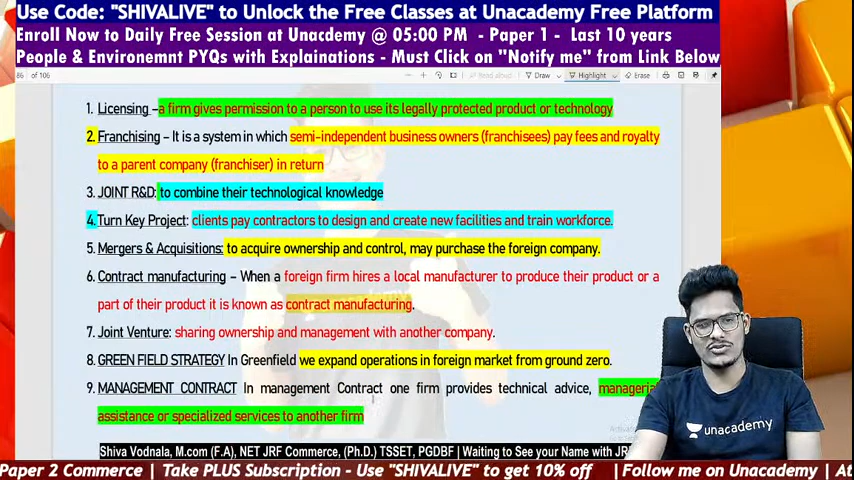 Use Code: "SHIVALIVE" to Unlock the Free Classes at Unacademy Free Platform
Enroll Now to Daily Free Session at Unacdemy @ 05:00 PM - Paper 1 - Last 10 years
People & Environemnt PYQs with Explainations - Must Click on "Notify me" from Link Below
86 of 106
Read aloud
Draw
Highlight
Erase
1. Licensing –a firm gives permission to a person to use its legally protected product or technology
2. Franchising – It is a system in which semi-independent business owners (franchisees) pay fees and royalty
to a parent company (franchiser) in return
3. JOINT R&D: to combine their technological knowledge
4. Turn Key Project: clients pay contractors to design and create new facilities and train workforce.
5. Mergers & Acquisitions: to acquire ownership and control, may purchase the foreign company.
6. Contract manufacturing – When a foreign firm hires a local manufacturer to produce their product or a
part of their product it is known as contract manufacturing.
7. Joint Venture: sharing ownership and management with another company.
8. GREEN FIELD STRATEGY In Greenfield we expand operations in foreign market from ground zero.
9. MANAGEMENT CONTRACT In management Contract one firm provides technical advice, managerial
assistance or specialized services to another firm
unacademy
Shiva Vodnala, M.com (F.A), NET JRF Commerce, (Ph.D.) TSSET, PGDBF | Waiting to See your Name with JR
Paper 2 Commerce | Take PLUS Subscription - Use "SHIVALIVE" to get 10% off | Follow me on Unacademy | At